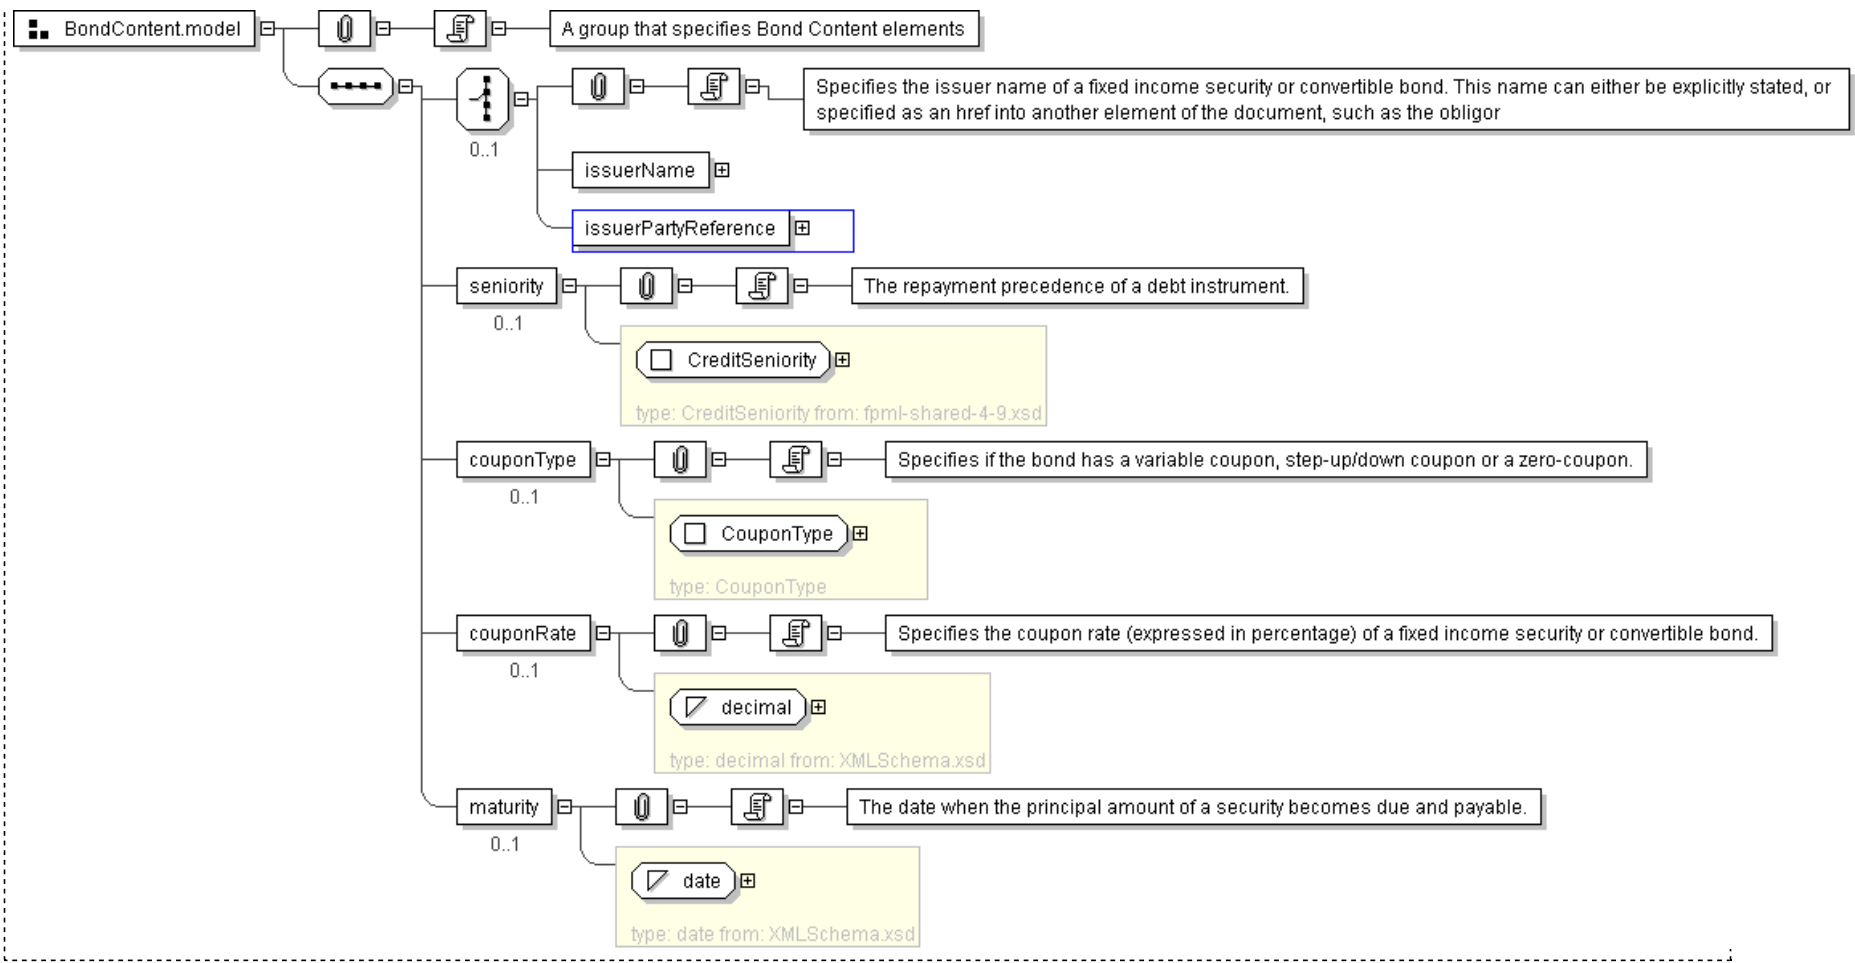 BondContent.model
A group that specifies Bond Content elements
Specifies the issuer name of a fixed income security or convertible bond. This name can either be explicitly stated, or
specified as an href into another element of the document, such as the obligor
0..1
issuerName
issuerPartyReference
seniority
The repayment precedence of a debt instrument.
0..1
CreditSeniority
type: CreditSeniority from: fpml-shared-4-9.xsd
couponType
Specifies if the bond has a variable coupon, step-up/down coupon or a zero-coupon.
0..1
CouponType
type: CouponType
couponRate
Specifies the coupon rate (expressed in percentage) of a fixed income security or convertible bond.
0..1
decimal
type: decimal from: XMLSchema.xsd
maturity
The date when the principal amount of a security becomes due and payable.
0..1
date
type: date from: XMLSchema.xsd